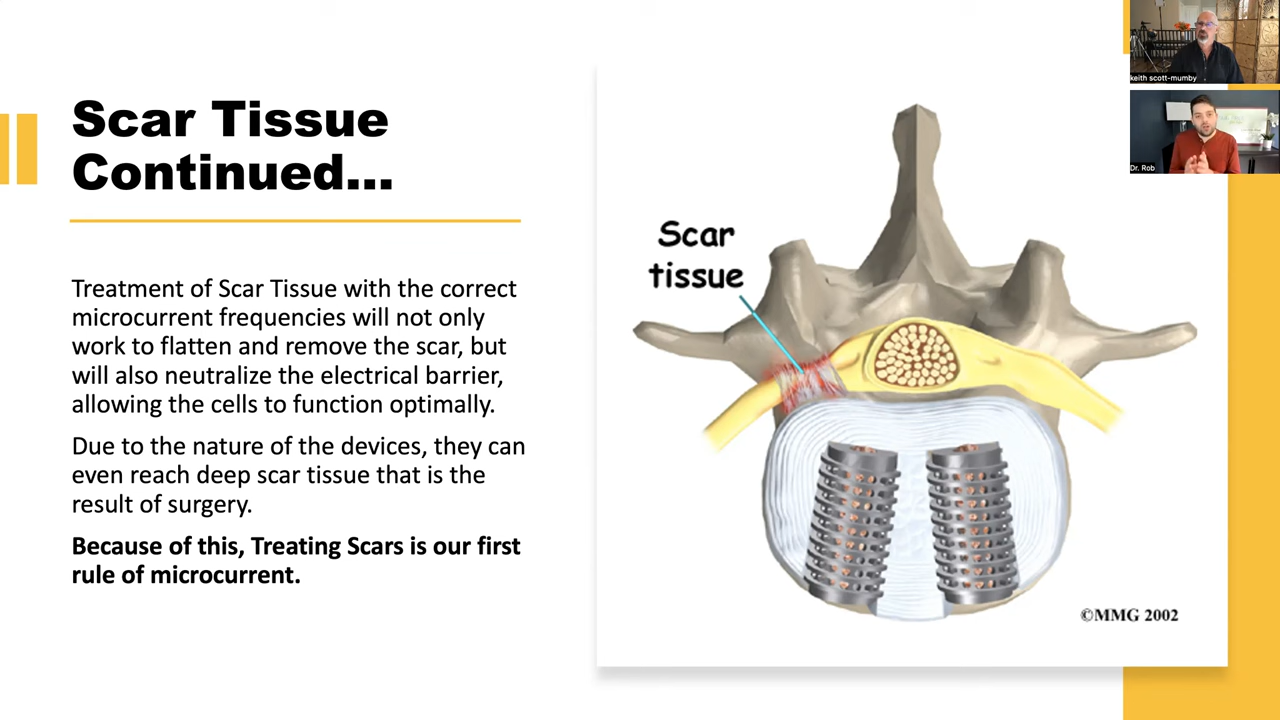 Scar Tissue
Continued...
Treatment of Scar Tissue with the correct
microcurrent frequencies will not only
work to flatten and remove the scar, but
will also neutralize the electrical barrier,
allowing the cells to function optimally.
Due to the nature of the devices, they can
even reach deep scar tissue that is the
result of surgery.
Because of this, Treating Scars is our first
rule of microcurrent.
Scar
tissue
©MMG 2002
keith scott-mumby
Dr. Rob